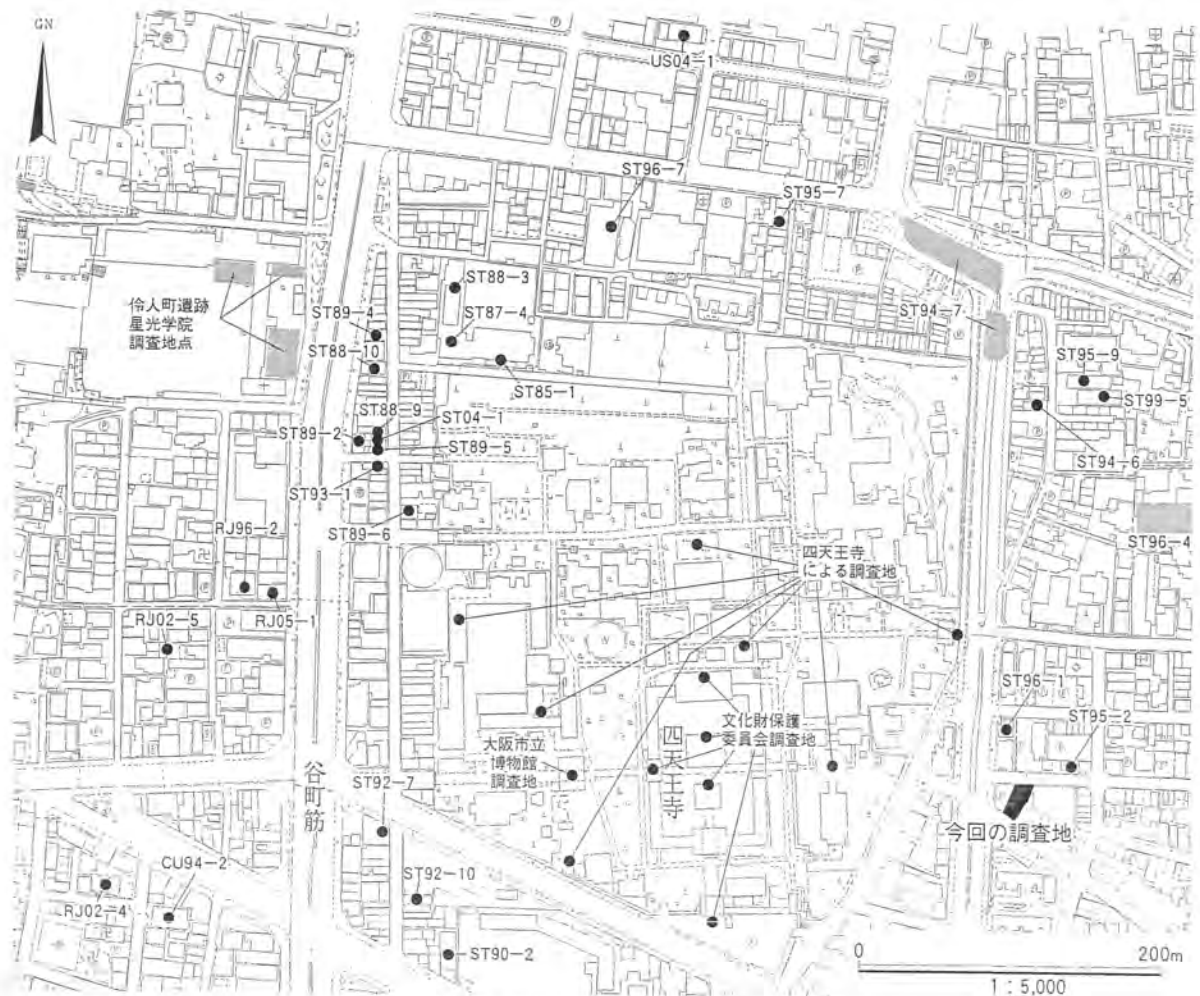 GN
US04-1
ST96-7
ST95-7
ST88-3
伶人町遺跡
星光学院
調査地点
ST89-4
ST87-4
ST94-7
ST88-10
ST85-1
ST95-9
ST99-5
ST88-9
ST04-1
ST89-2
ST89-5
ST94-6
ST93-1
RJ96-2
ST89-6
ST96-4
四天王寺
による調査地
RJ02-5
RJ05-1
ST96-1
文化財保護
委員会調査地
ST95-2
大阪市立
博物館
調査地
四天王寺
谷町筋
ST92-7
今回の調査地
CU94-2
ST92-10
RJ02-4
ST90-2
0
200m
1:5,000